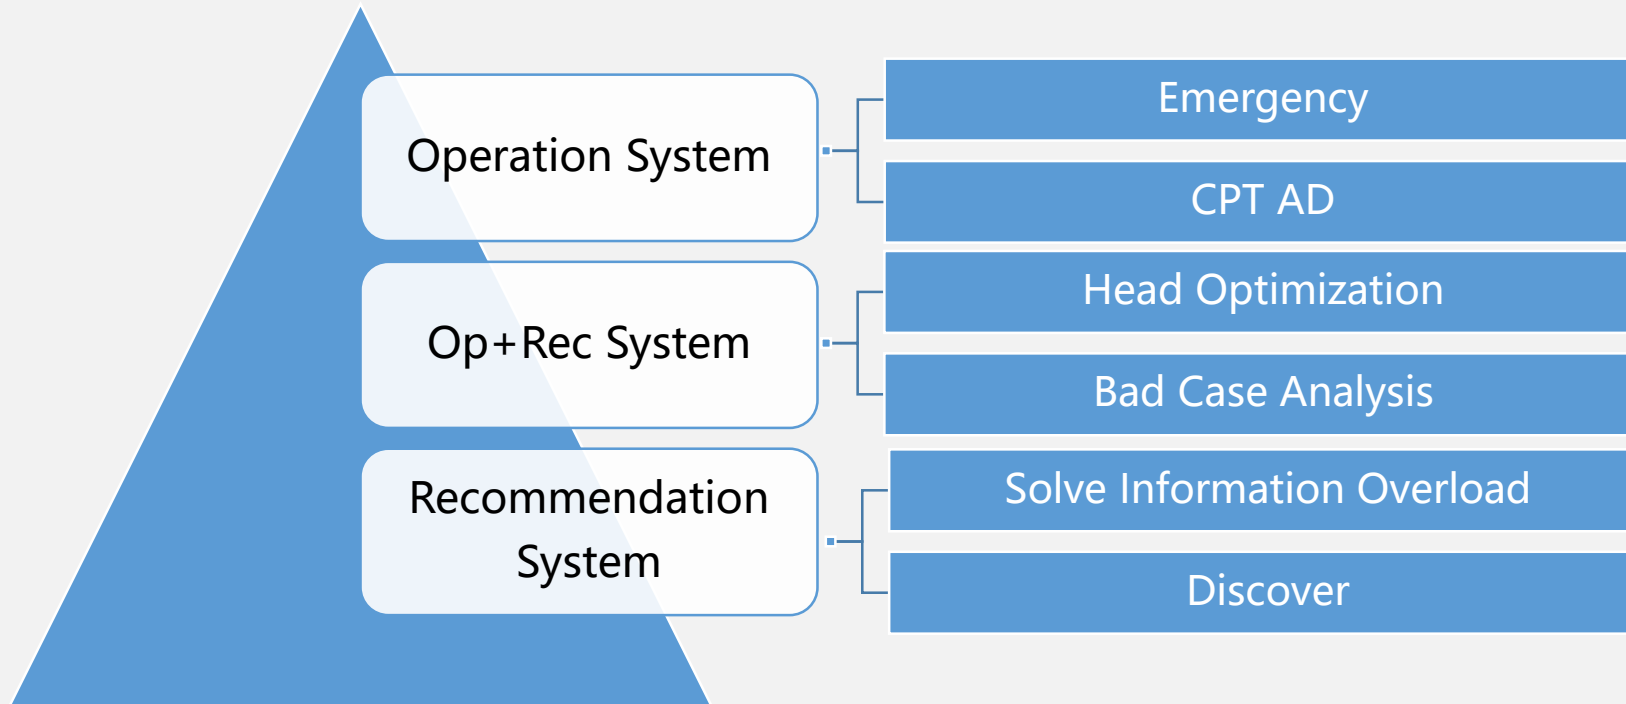 Operation System
Emergency
CPT AD
Op+Rec System
Head Optimization
Bad Case Analysis
Recommendation
System
Solve Information Overload
Discover